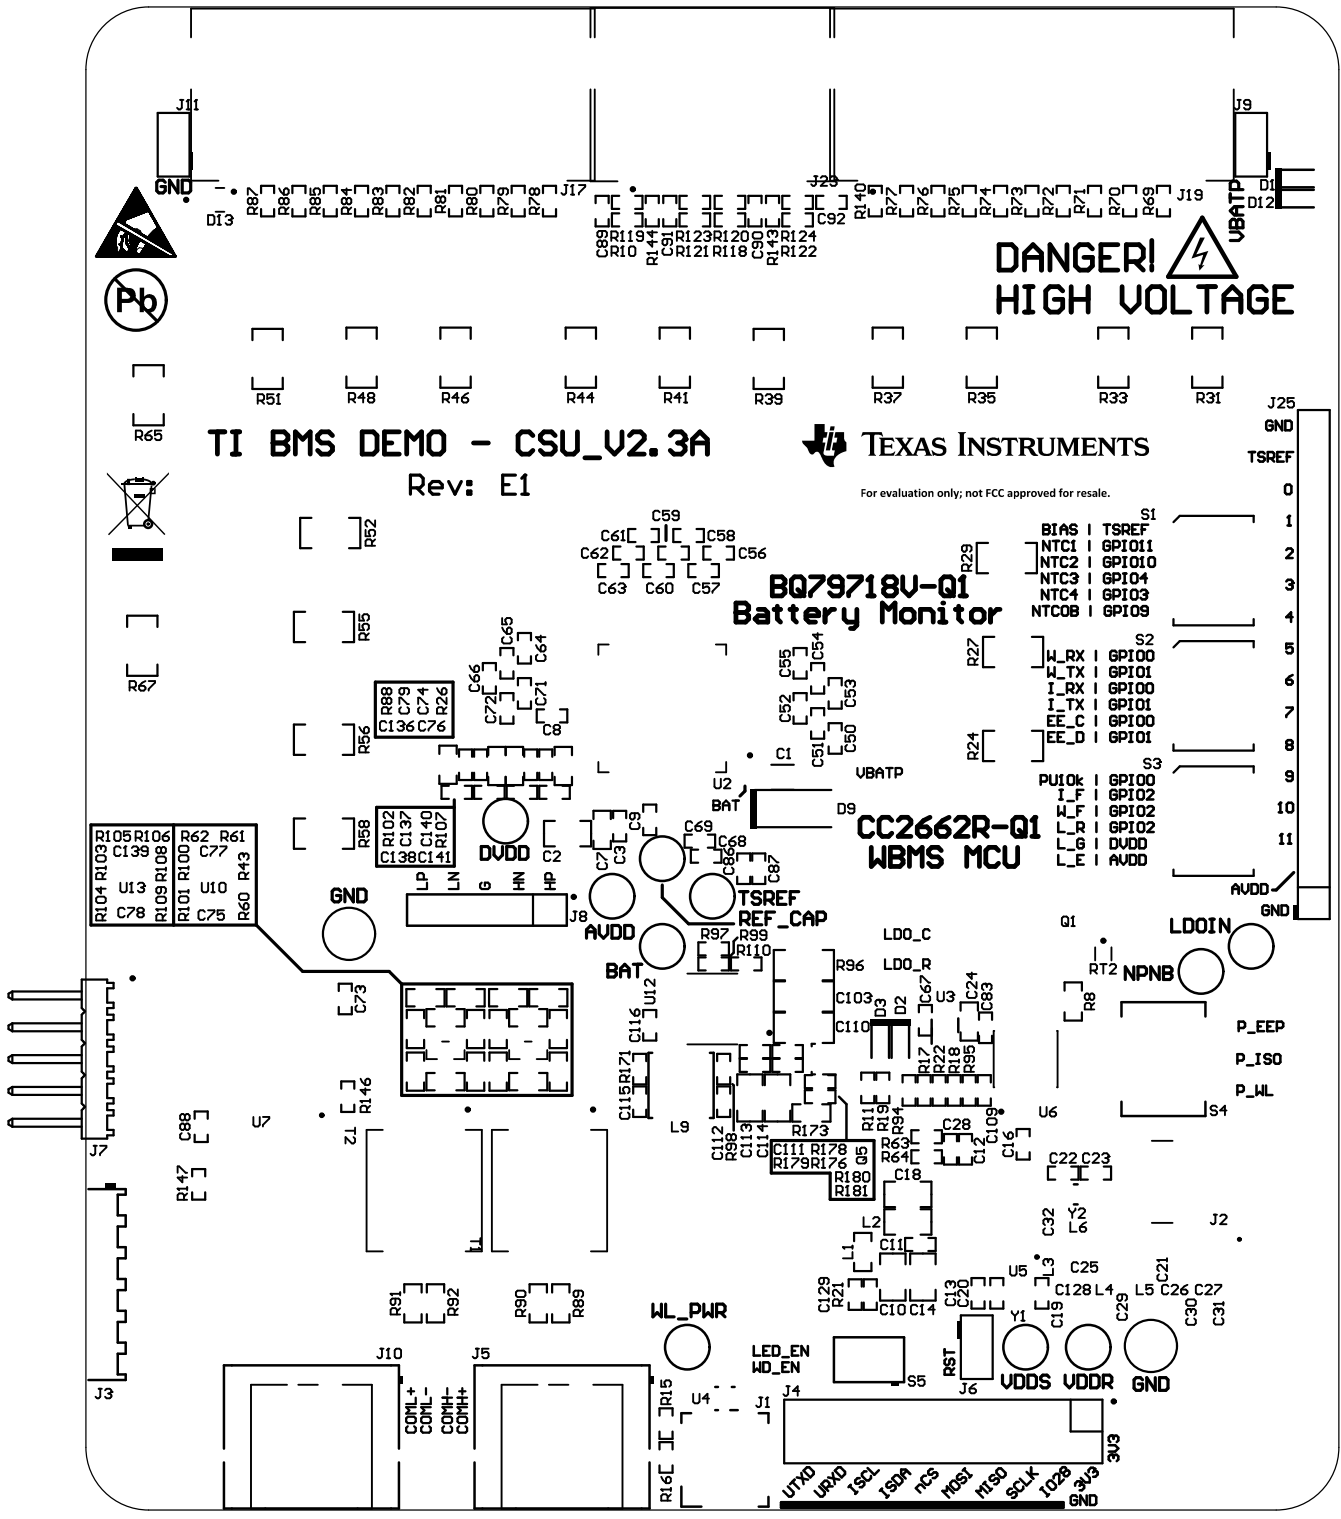 J11
J9
GND
D13
R87 R86 R85 R84 R83 R82 R81 R80 R79 R78
J17
J23
C92
R140
R77 R76 R75 R74 R73 R72 R71 R70 R69
J19
VBATP
D1
D12
C89
R119
R10
R144
C91
R123 R120
R121 R118
C90
R143
R124
R122
DANGER!
HIGH VOLTAGE
Pb
R51 R48 R46 R44 R41 R39 R37 R35 R33 R31
R65
TI BMS DEMO - CSU_V2.3A
Rev: E1
TEXAS INSTRUMENTS
For evaluation only; not FCC approved for resale.
J25
GND
TSREF
0
1
2
3
4
5
6
7
8
9
10
11
AVDD
GND
S1
BIAS | TSREF
NTC1 | GPIO11
NTC2 | GPIO10
NTC3 | GPIO4
NTC4 | GPIO3
NTC0B | GPIO9
S2
W_RX | GPIO0
W_TX | GPIO1
I_RX | GPIO0
I_TX | GPIO1
EE_C | GPIO0
EE_D | GPIO1
S3
PU10k | GPIO0
I_F | GPIO2
W_F | GPIO2
L_R | GPIO2
L_G | DVDD
L_E | AVDD
R52
C59
C61 C58
C62 C56
C63 C60 C57
R29
BQ79718V-Q1
Battery Monitor
R55
R67
C65
C64
C66
C72
C71
C8
C55
C54
C53
C52
C51
C50
R27
R24
R88 C79 C74 R26
C136 C76
R56
C1
VBATP
U2
BAT
D9
CC2662R-Q1
WBMS MCU
R58
R102 C137 C140 R107
C138 C141
DVDD
C2
C7
C3
C9
C69
C68
C86
C87
LP
LN
G
HN
HP
J8
R105 R106 R62 R61
R103 C139 R108 R100 C77 R43
U13 U10
R104 C78 R109 R101 C75 R60
GND
AVDD
TSREF
REF_CAP
BAT
R97
R99
R110
LDO_C
LDO_R
Q1
LDOIN
RT2
NPNB
R96
C103
C110
D3
D2
C67
U3
C24
C83
R8
P_EEP
P_ISO
P_WL
S4
C73
U12
C116
R171
C115
R146
C88
U7
T2
J7
R147
L9
C112
R98
C113
C114
R173
R11
R19
R17 R22 R18 R95
R94
C109
U6
R63
R64
C28
C12
C16
C22 C23
C111 R178
R179 R176
Q5
R180
R181
C18
L2
C11
L1
T1
C32
Y2
L6
J2
C129
R21
C10 C14
C13
C20
U5
L3
C25
C21
C19
C128 L4
C29
L5 C26 C27
C30
C31
R91
R92
R90
R89
J3
WL_PWR
LED_EN
WD_EN
S5
RST
J6
Y1
VDDS
VDDR
GND
J10
COML+
COML-
COMH-
COMH+
J5
R15
R16
U4
J1
J4
3V3
UTXD URXD ISCL ISDA nCS MOSI MISO SCLK IO28 3V3
GND